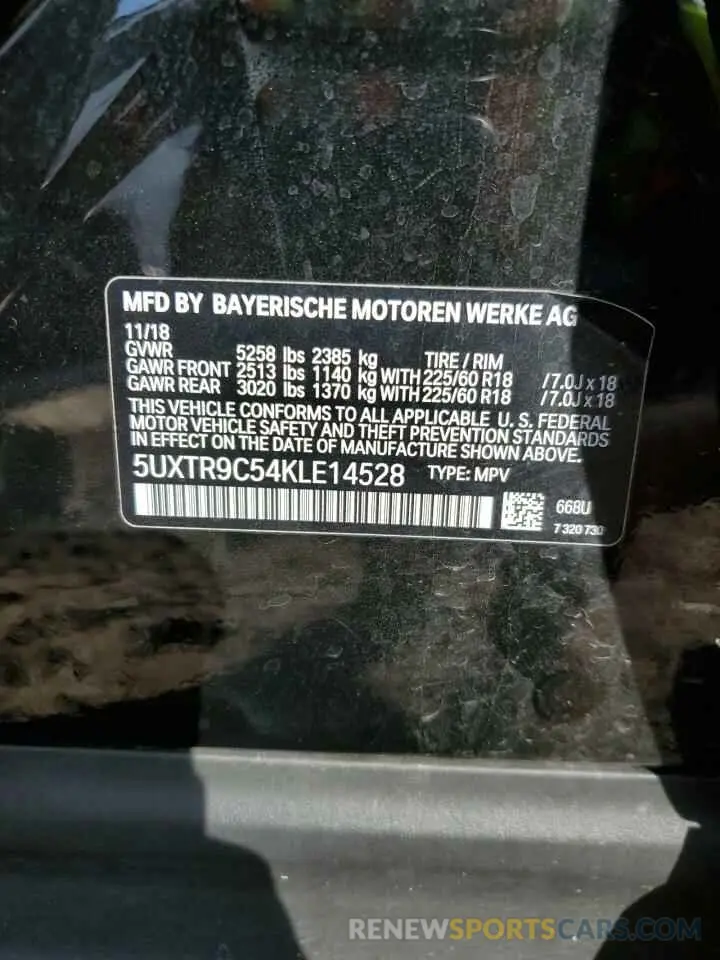 MFD BY BAYERISCHE MOTOREN WERKE AG
11/18
GVWR 5258 lbs 2385 kg TIRE / RIM
GAWR FRONT 2513 lbs 1140 kg WITH 225/60 R18 / 7.0J x 18
GAWR REAR 3020 lbs 1370 kg WITH 225/60 R18 / 7.0J x 18
THIS VEHICLE CONFORMS TO ALL APPLICABLE U. S. FEDERAL
MOTOR VEHICLE SAFETY AND THEFT PREVENTION STANDARDS
IN EFFECT ON THE DATE OF MANUFACTURE SHOWN ABOVE.
5UXTR9C54KLE14528 TYPE: MPV
668U
7 320 730
RENEWSPORTSCARS.COM